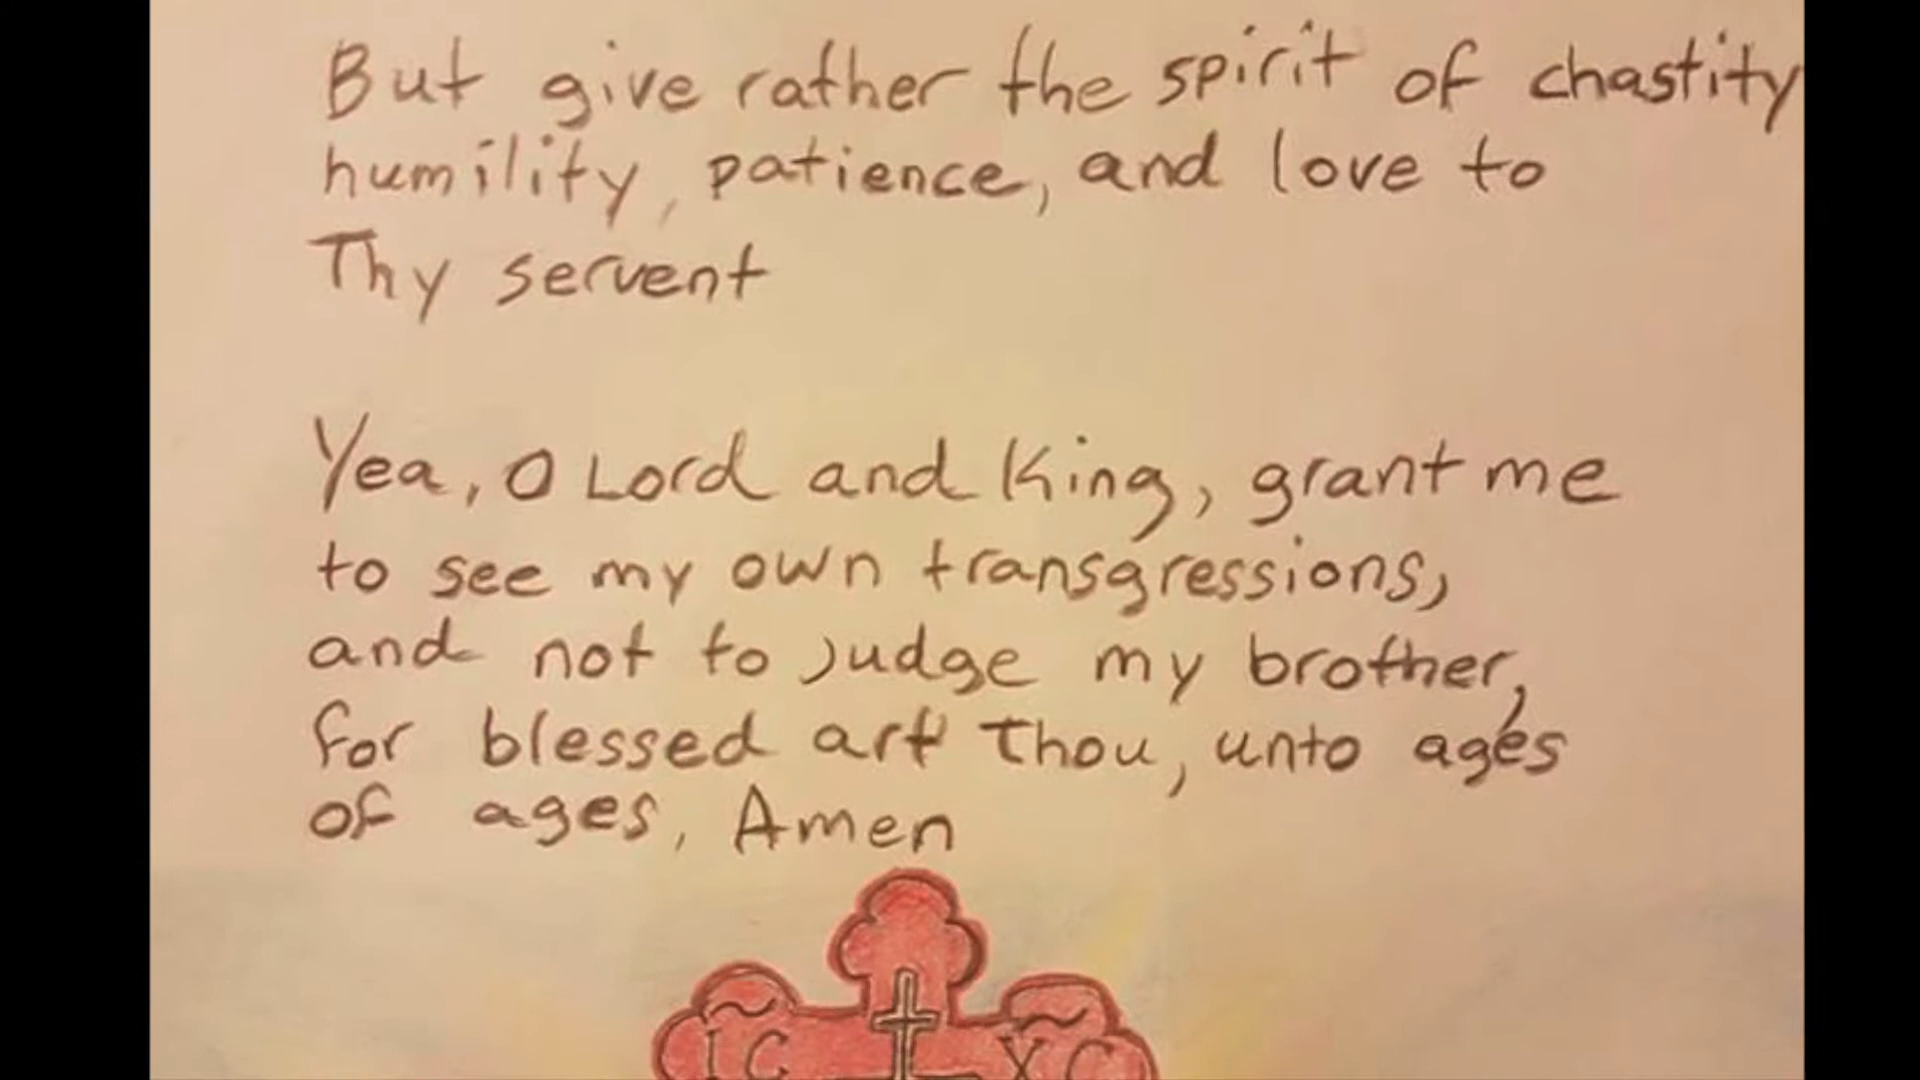 But give rather the spirit of chastity
humility, patience, and love to
Thy servent
Yea, O Lord and King, grant me
to see my own transgressions,
and not to judge my brother,
for blessed art Thou, unto ages
of ages, Amen
IC XC